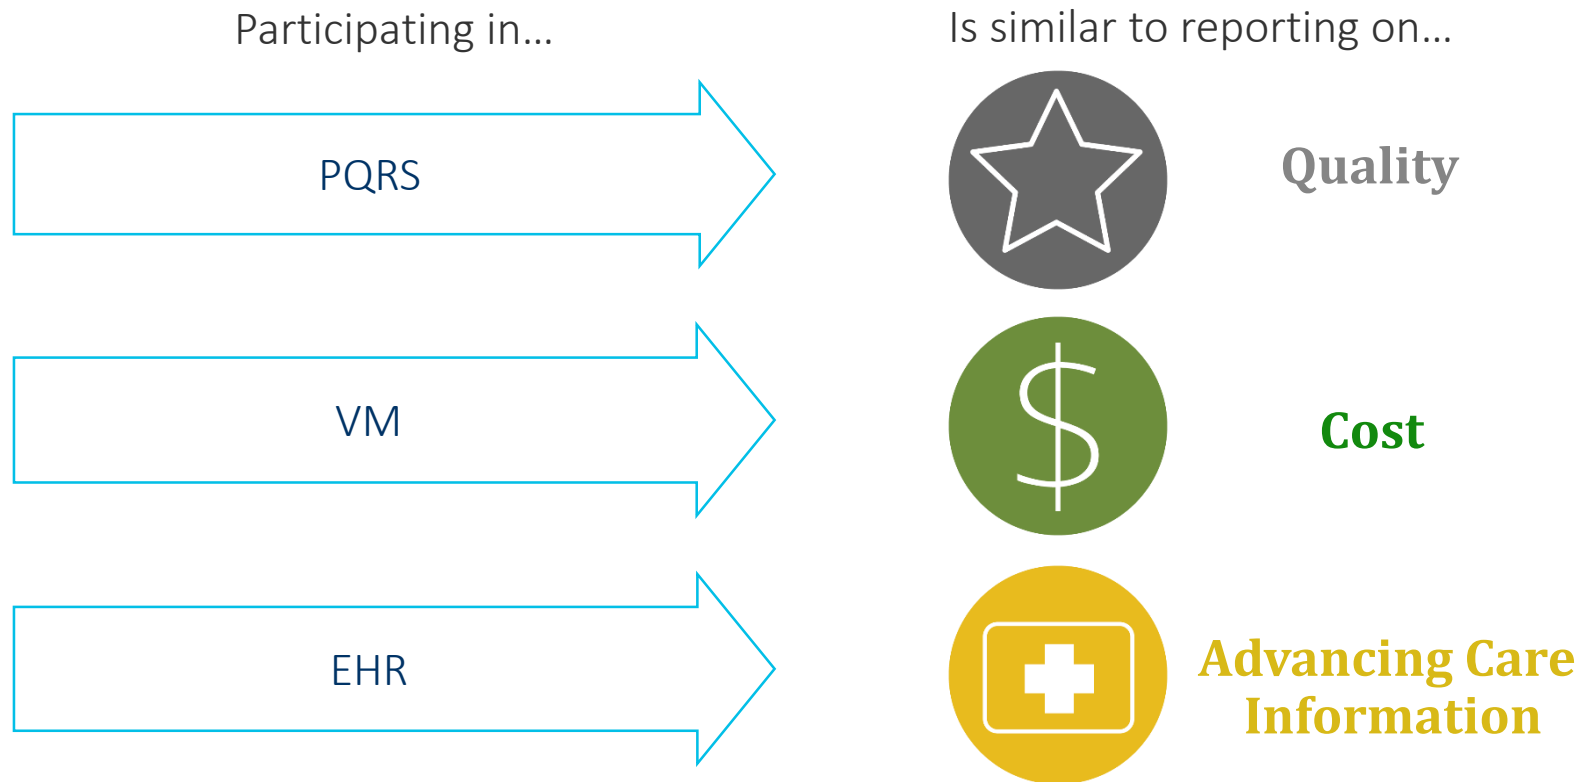 Participating in...
Is similar to reporting on...
PQRS
Quality
VM
$
Cost
EHR
Advancing Care
Information